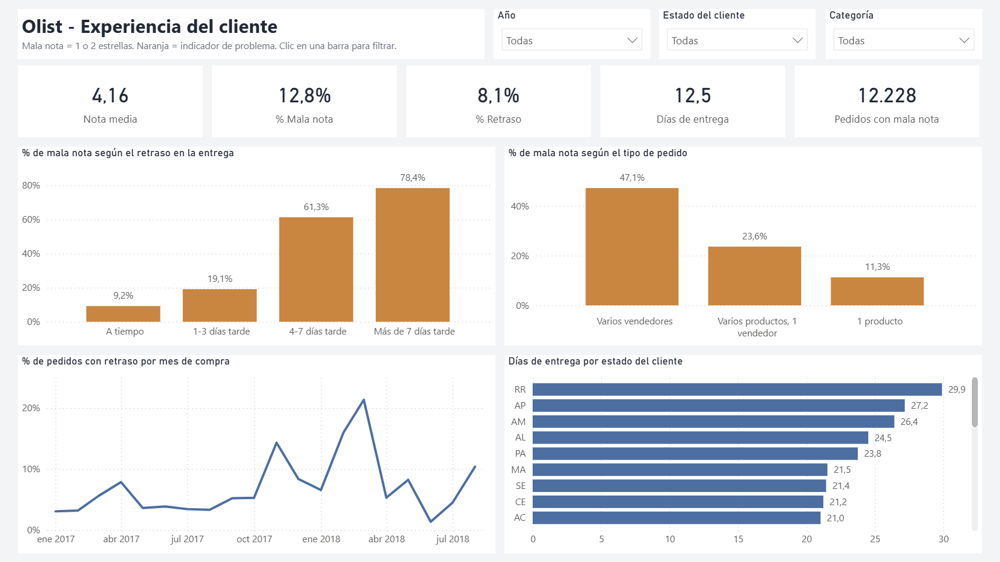 Olist - Experiencia del cliente
Mala nota = 1 o 2 estrellas. Naranja = indicador de problema. Clic en una barra para filtrar.
Año
Todas
Estado del cliente
Todas
Categoría
Todas
4,16
Nota media
12,8%
% Mala nota
8,1%
% Retraso
12,5
Días de entrega
12.228
Pedidos con mala nota
% de mala nota según el retraso en la entrega
80%
60%
40%
20%
0%
9,2%
19,1%
61,3%
78,4%
A tiempo
1-3 días tarde
4-7 días tarde
Más de 7 días tarde
% de mala nota según el tipo de pedido
40%
20%
0%
47,1%
23,6%
11,3%
Varios vendedores
Varios productos, 1
vendedor
1 producto
% de pedidos con retraso por mes de compra
20%
10%
0%
ene 2017
abr 2017
jul 2017
oct 2017
ene 2018
abr 2018
jul 2018
Días de entrega por estado del cliente
RR 29,9
AP 27,2
AM 26,4
AL 24,5
PA 23,8
MA 21,5
SE 21,4
CE 21,2
AC 21,0
0 5 10 15 20 25 30